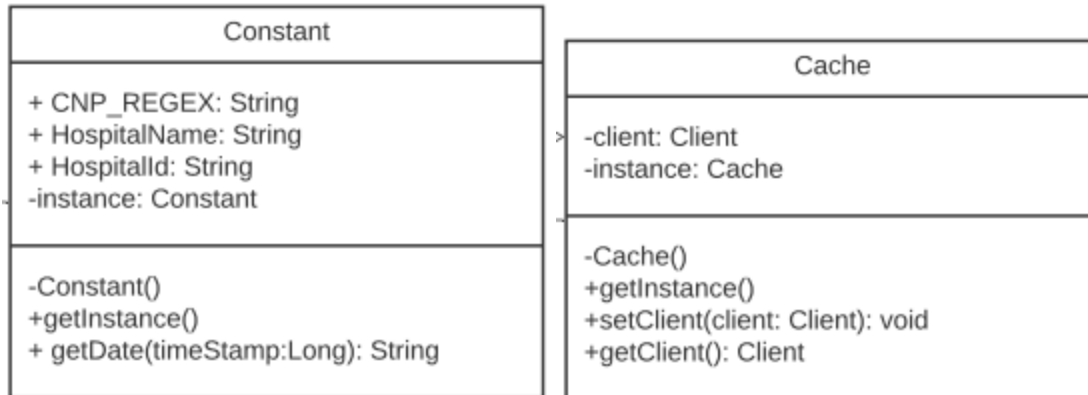 Constant
+ CNP_REGEX: String
+ HospitalName: String
+ HospitalId: String
-instance: Constant
-Constant()
+getInstance()
+ getDate(timeStamp:Long): String
Cache
-client: Client
-instance: Cache
-Cache()
+getInstance()
+setClient(client: Client): void
+getClient(): Client